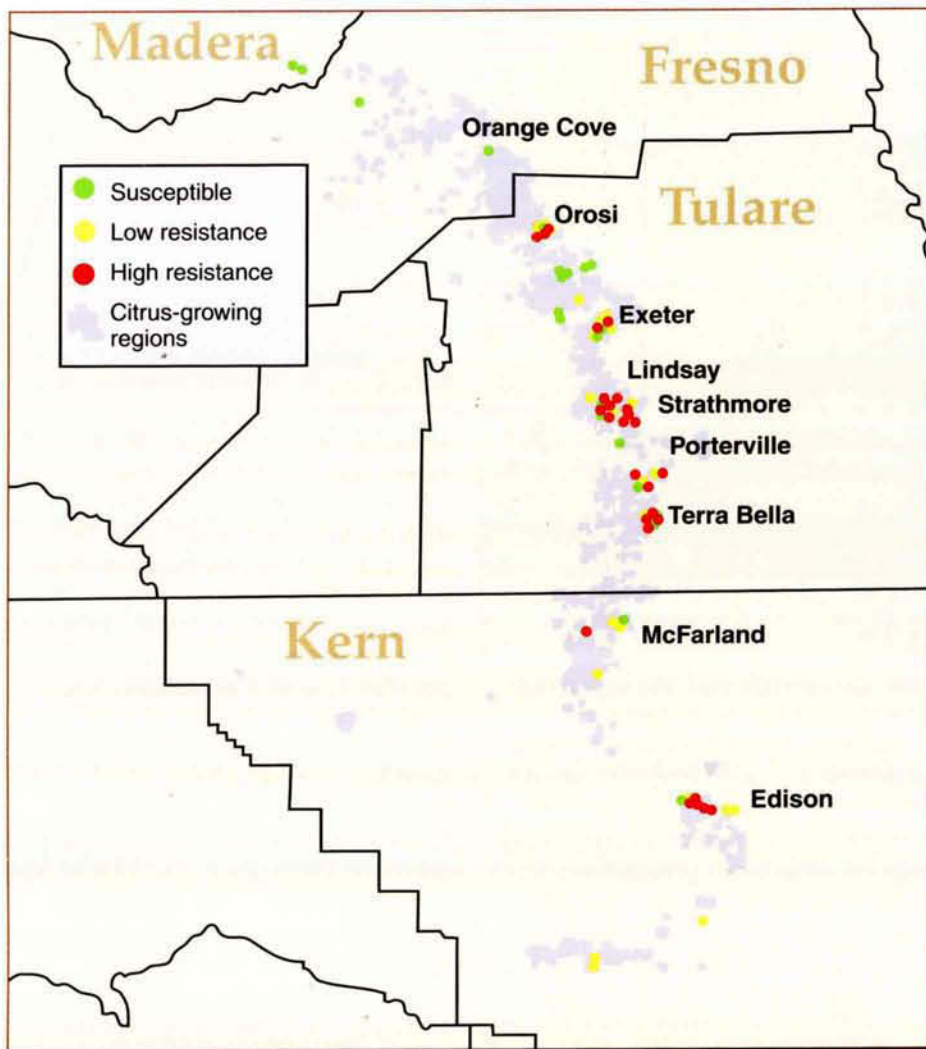 Madera
Fresno
Orange Cove
Susceptible
Low resistance
High resistance
Citrus-growing
regions
Orosi
Tulare
Exeter
Lindsay
Strathmore
Porterville
Terra Bella
Kern
McFarland
Edison